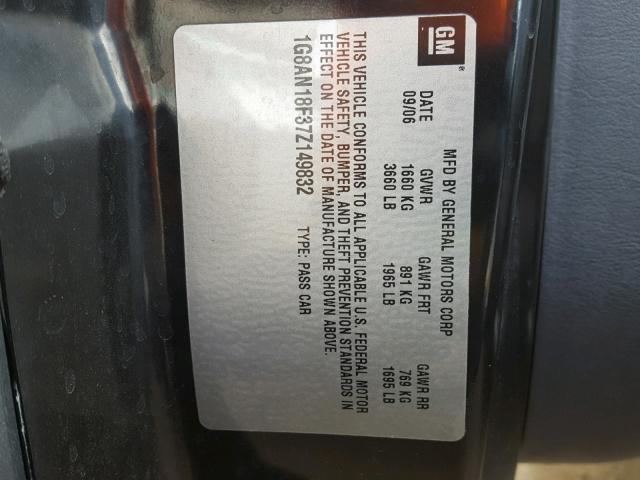 GM ®
MFD BY GENERAL MOTORS CORP
DATE GVWR GAWR FRT GAWR RR
09/06 1660 KG 891 KG 769 KG
3660 LB 1965 LB 1695 LB
THIS VEHICLE CONFORMS TO ALL APPLICABLE U.S. FEDERAL MOTOR
VEHICLE SAFETY, BUMPER, AND THEFT PREVENTION STANDARDS IN
EFFECT ON THE DATE OF MANUFACTURE SHOWN ABOVE.
1G8AN18F37Z149832 TYPE: PASS CAR